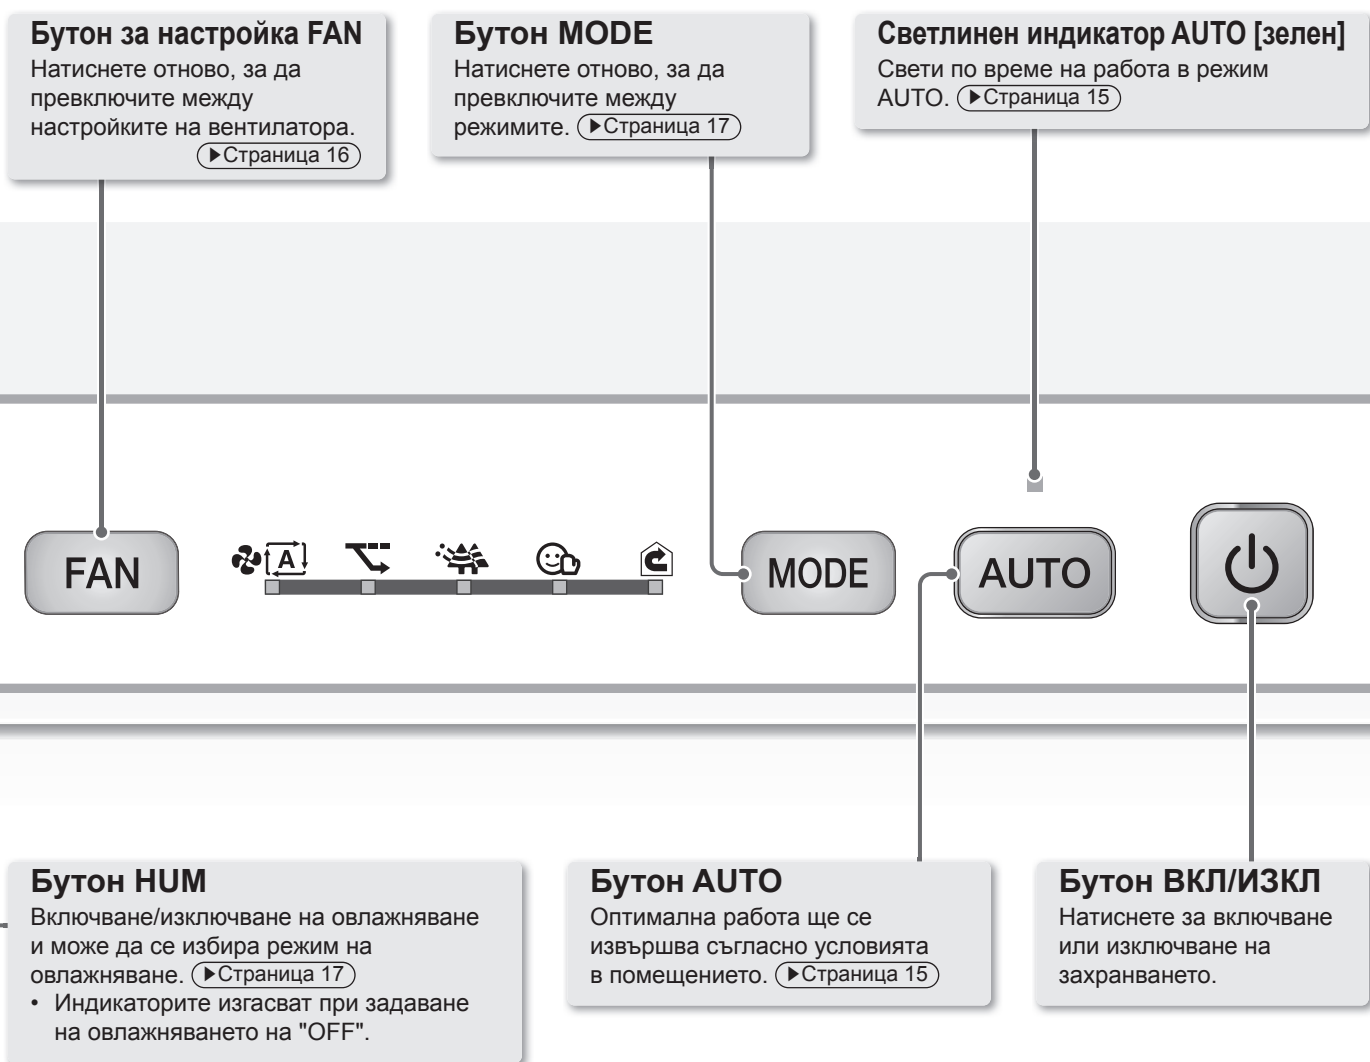 Бутон за настройка FAN
Натиснете отново, за да
превключите между
настройките на вентилатора.
▶Страница 16
Бутон MODE
Натиснете отново, за да
превключите между
режимите. ▶Страница 17
Светлинен индикатор AUTO [зелен]
Свети по време на работа в режим
AUTO. ▶Страница 15
FAN
A
MODE
AUTO
Бутон HUM
Включване/изключване на овлажняване
и може да се избира режим на
овлажняване. ▶Страница 17
• Индикаторите изгасват при задаване
на овлажняването на "OFF".
Бутон AUTO
Оптимална работа ще се
извършва съгласно условията
в помещението. ▶Страница 15
Бутон ВКЛ/ИЗКЛ
Натиснете за включване
или изключване на
захранването.